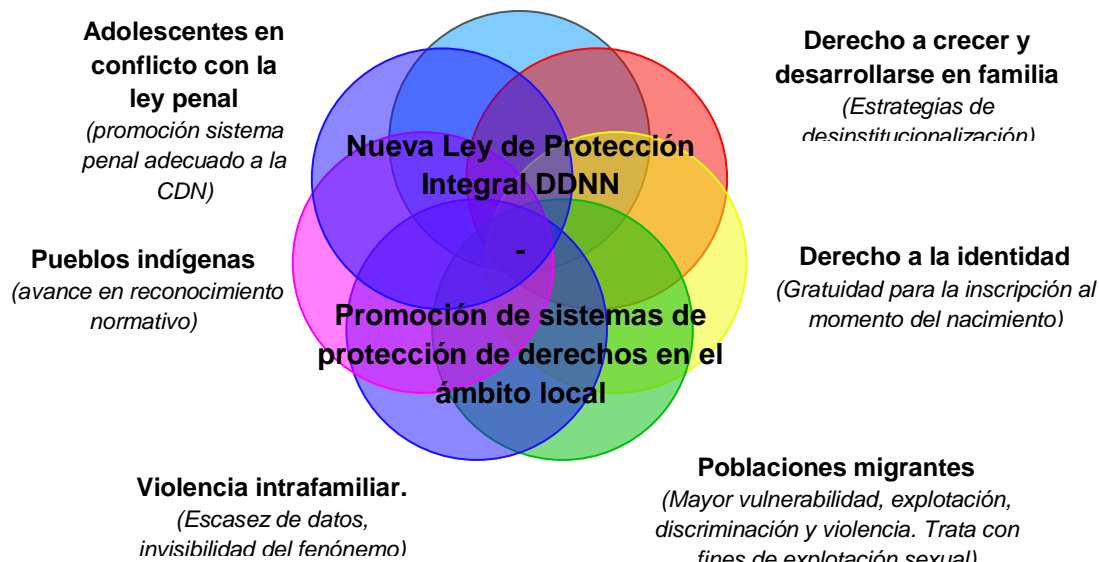 Adolescentes en
conflicto con la
ley penal
(promoción sistema
penal adecuado a la
CDN)
Derecho a crecer y
desarrollarse en familia
(Estrategias de
desinstitucionalización)
Nueva Ley de Protección
Integral DDNN
-
Promoción de sistemas de
protección de derechos en el
ámbito local
Pueblos indígenas
(avance en reconocimiento
normativo)
Derecho a la identidad
(Gratuidad para la inscripción al
momento del nacimiento)
Violencia intrafamiliar.
(Escasez de datos,
invisibilidad del fenónemo)
Poblaciones migrantes
(Mayor vulnerabilidad, explotación,
discriminación y violencia. Trata con
fines de explotación sexual)